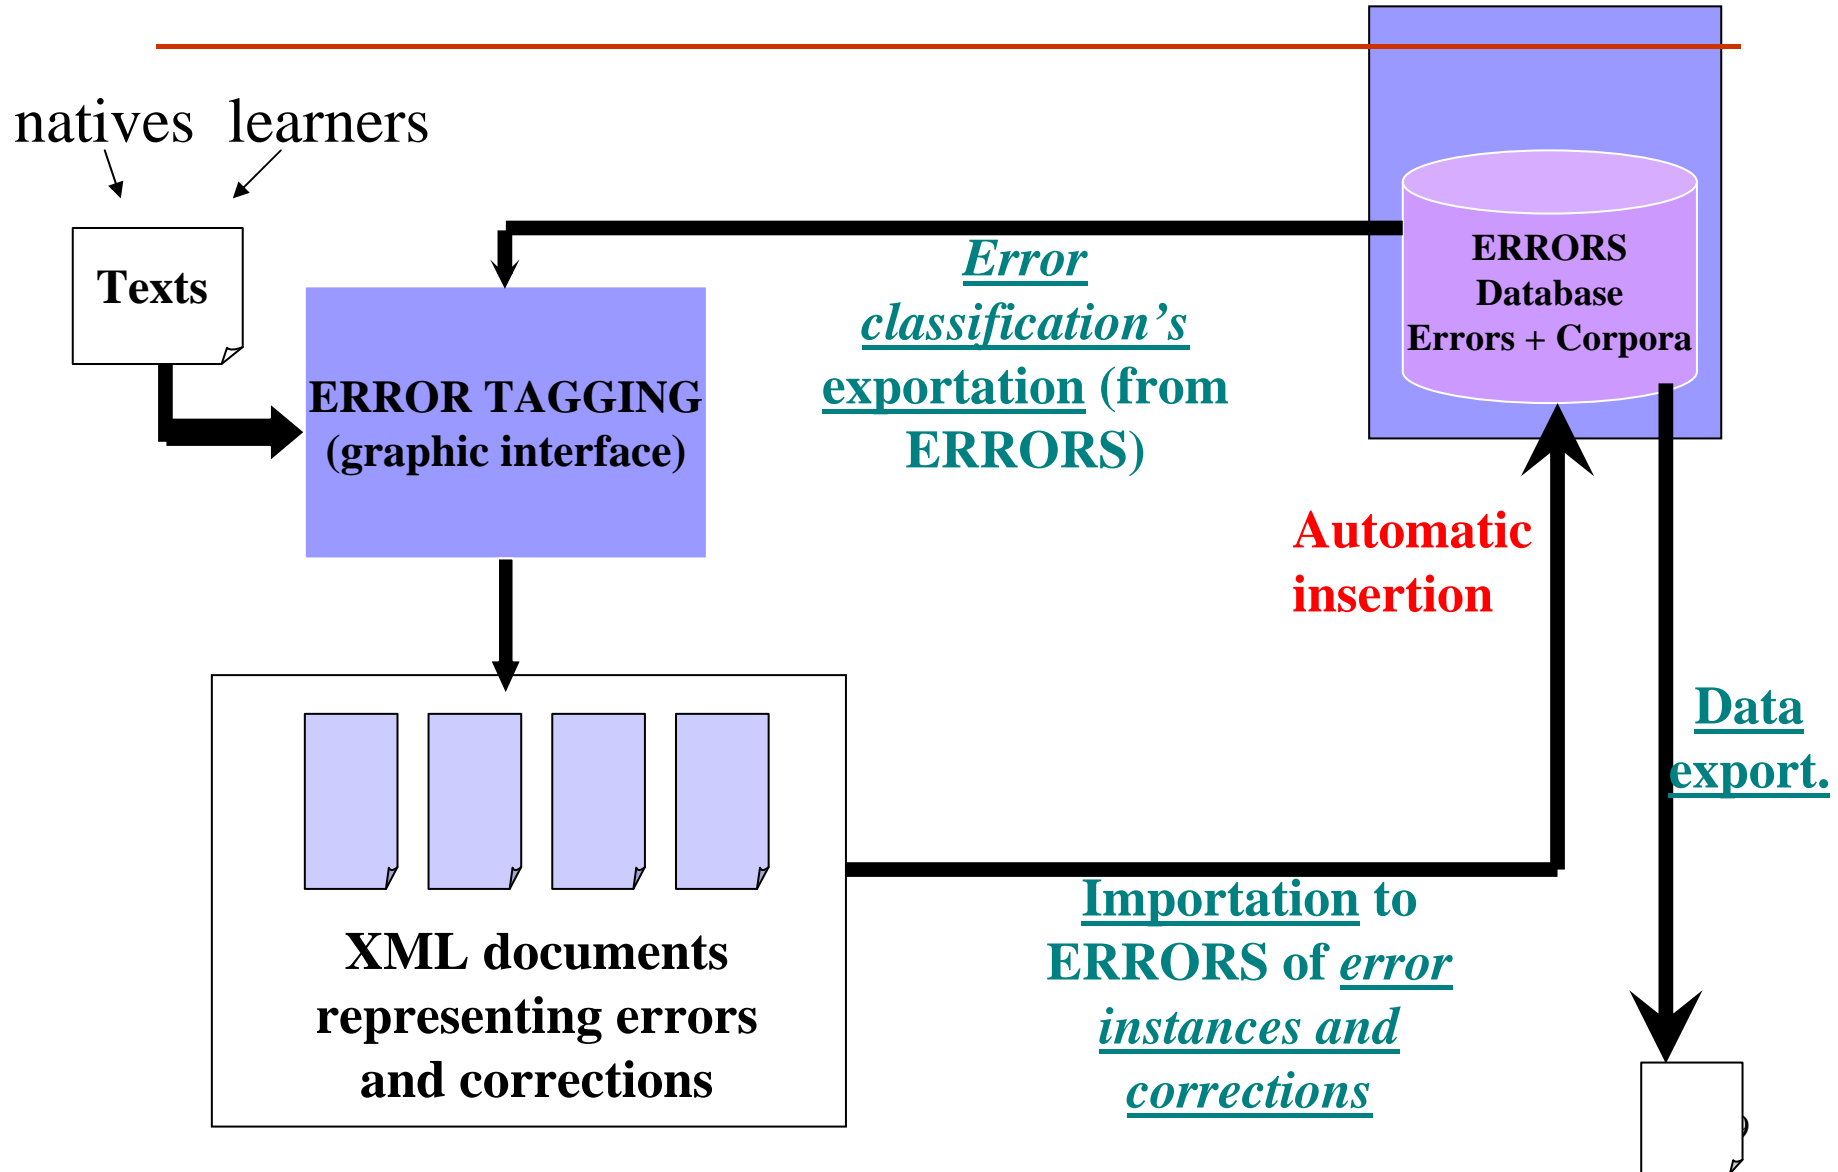 natives learners
Texts
ERROR TAGGING
(graphic interface)
Error
classification’s
exportation (from
ERRORS)
ERRORS
Database
Errors + Corpora
Automatic
insertion
Data
export.
XML documents
representing errors
and corrections
Importation to
ERRORS of error
instances and
corrections